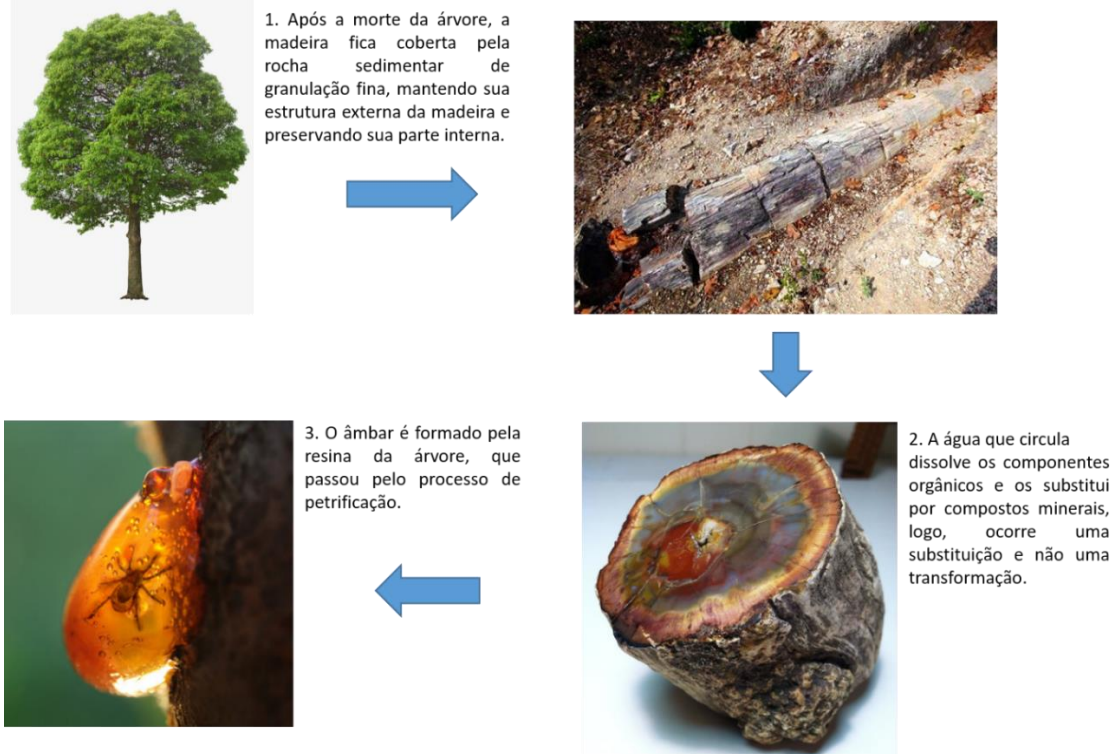 1. Após a morte da árvore, a
madeira fica coberta pela
rocha sedimentar de
granulação fina, mantendo sua
estrutura externa da madeira e
preservando sua parte interna.
2. A água que circula
dissolve os componentes
orgânicos e os substitui
por compostos minerais,
logo, ocorre uma
substituição e não uma
transformação.
3. O âmbar é formado pela
resina da árvore, que
passou pelo processo de
petrificação.